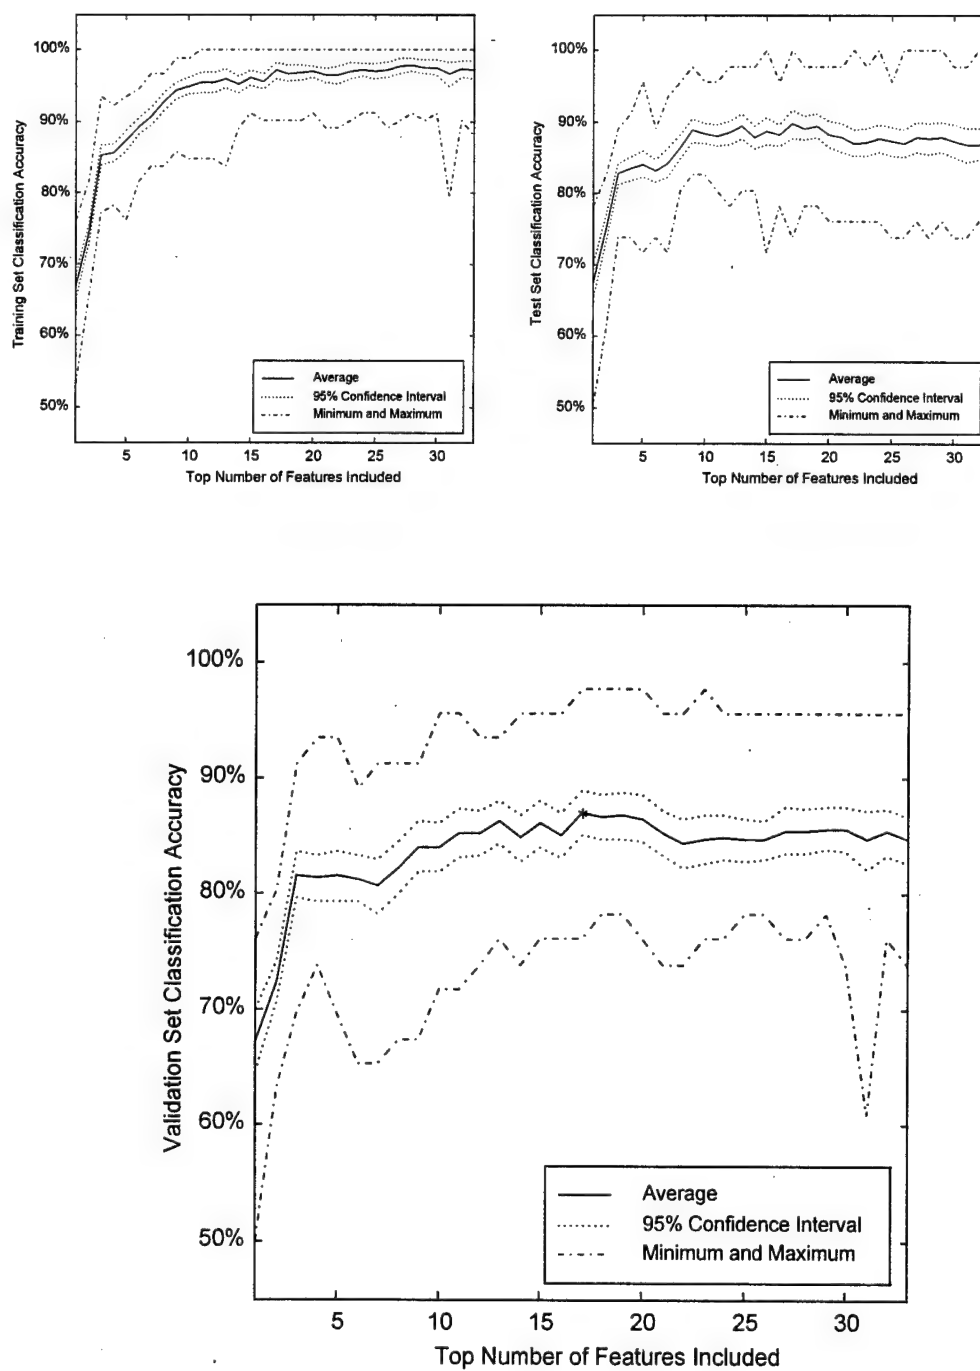 100%
90%
80%
70%
60%
50%
Training Set Classification Accuracy
Average
95% Confidence Interval
Minimum and Maximum
5 10 15 20 25 30
Top Number of Features Included
100%
90%
80%
70%
60%
50%
Test Set Classification Accuracy
Average
95% Confidence Interval
Minimum and Maximum
5 10 15 20 25 30
Top Number of Features Included
100%
90%
80%
70%
60%
50%
Validation Set Classification Accuracy
Average
95% Confidence Interval
Minimum and Maximum
5 10 15 20 25 30
Top Number of Features Included